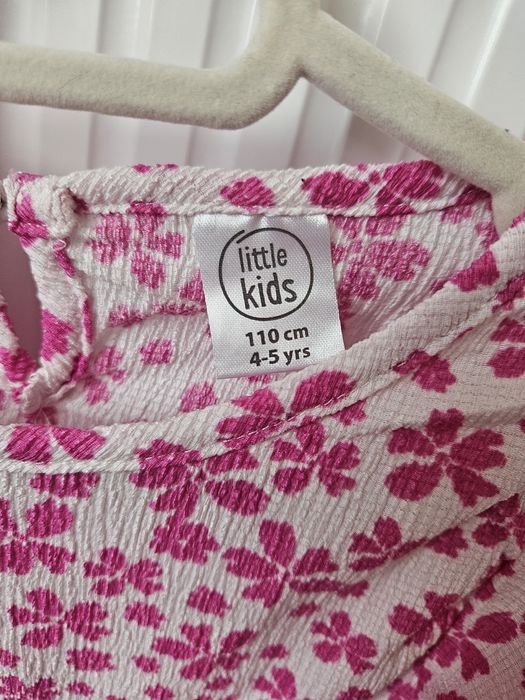 little
kids
110 cm
4-5 yrs